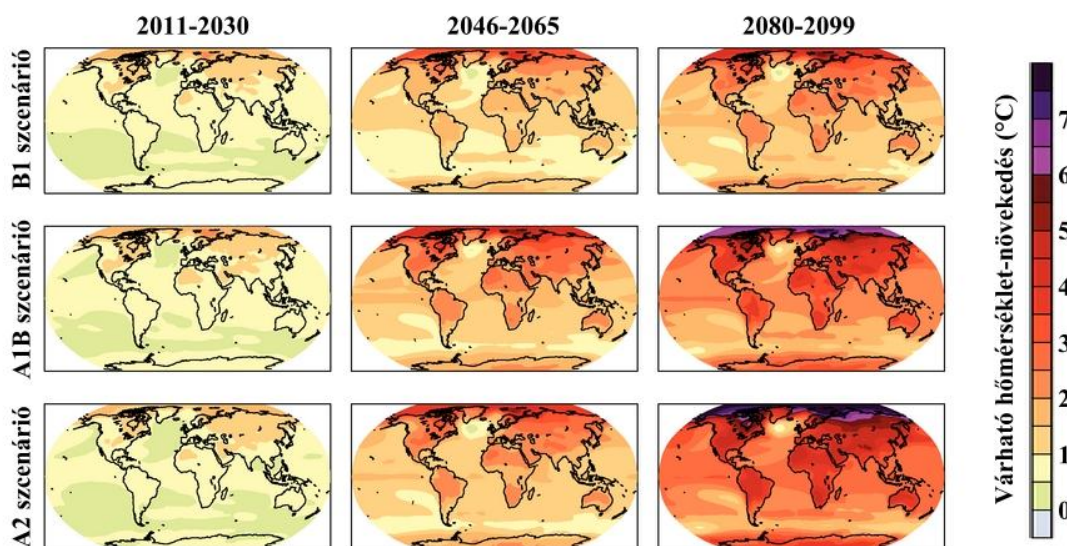 2011-2030
2046-2065
2080-2099
B1 szcenárió
A1B szcenárió
A2 szcenárió
Várható hőmérséklet-növekedés (°C)
7
6
5
4
3
2
1
0